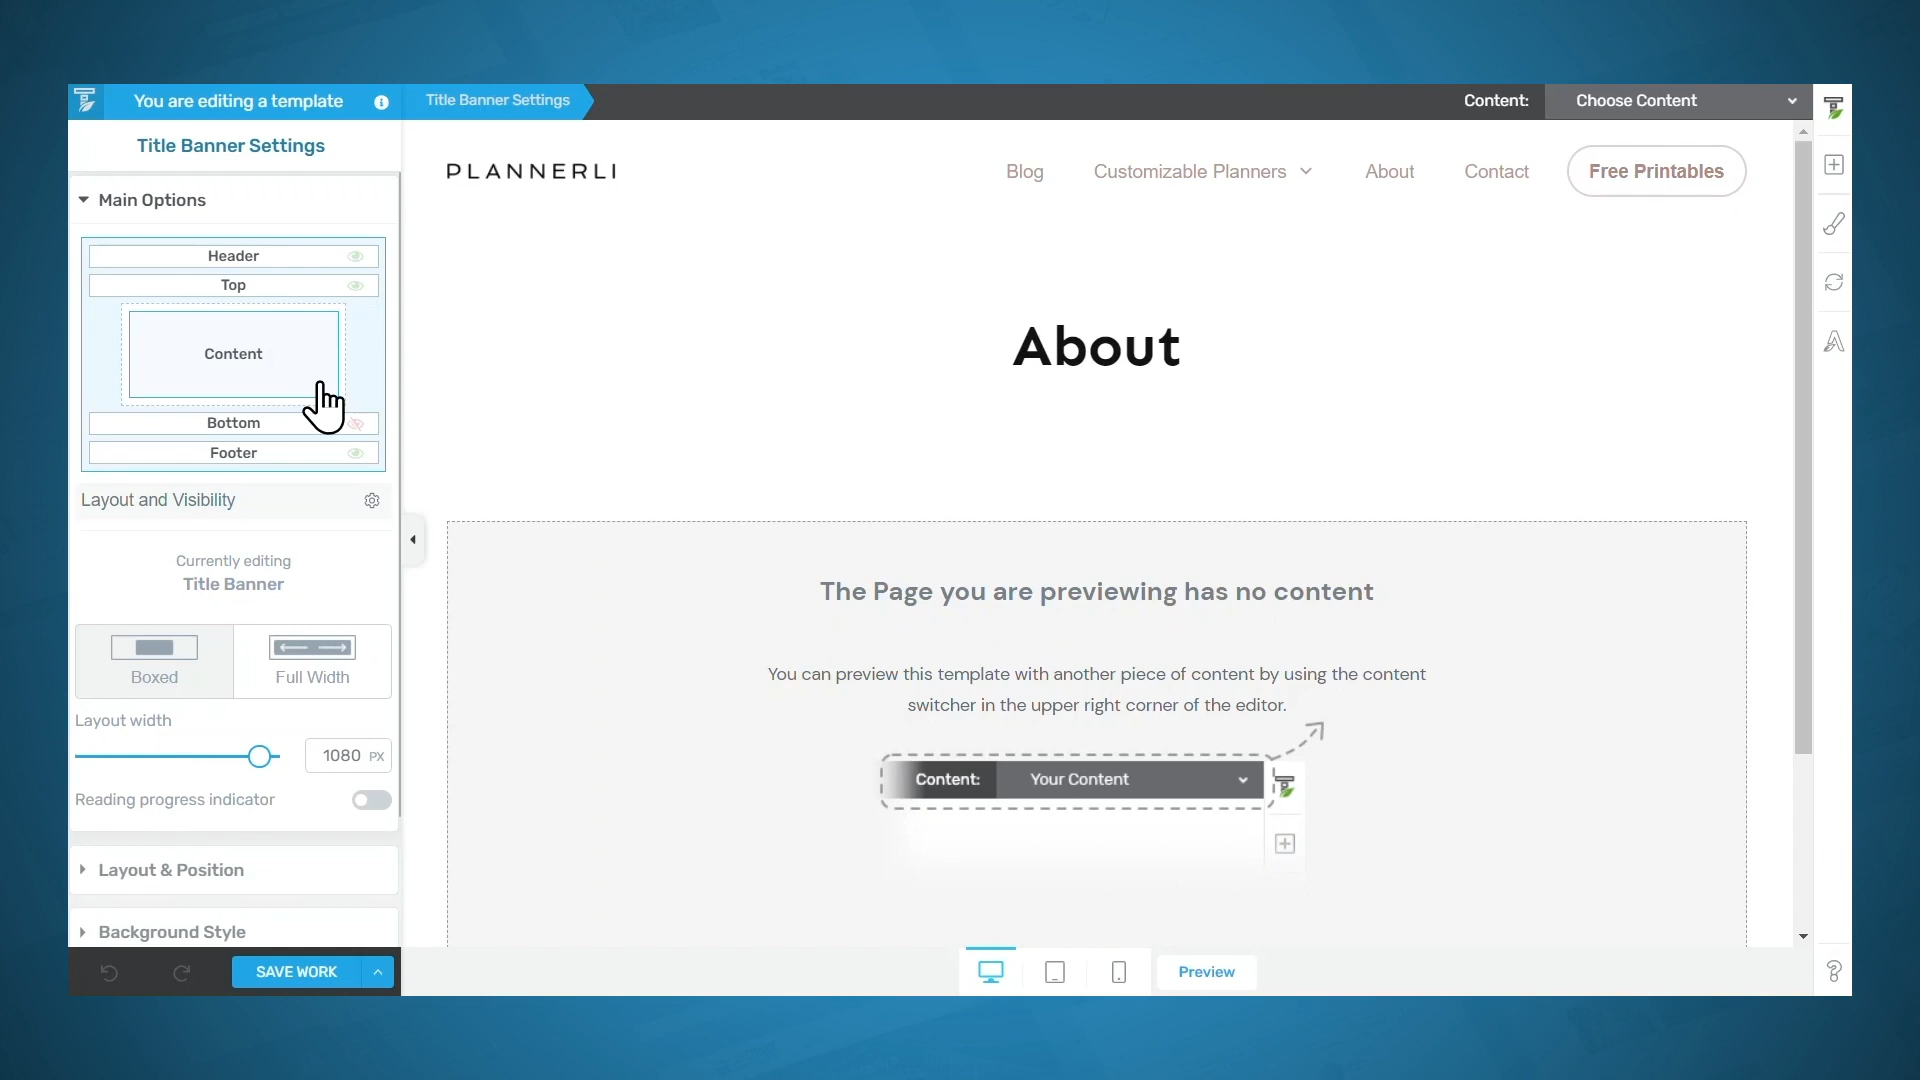 You are editing a template
Title Banner Settings
Content:
Choose Content
Title Banner Settings
Main Options
Header
Top
Content
Bottom
Footer
Layout and Visibility
Currently editing
Title Banner
Boxed
Full Width
Layout width
1080 PX
Reading progress indicator
Layout & Position
Background Style
SAVE WORK
PLANNERLI
Blog
Customizable Planners
About
Contact
Free Printables
About
The Page you are previewing has no content
You can preview this template with another piece of content by using the content
switcher in the upper right corner of the editor.
Content:
Your Content
Preview